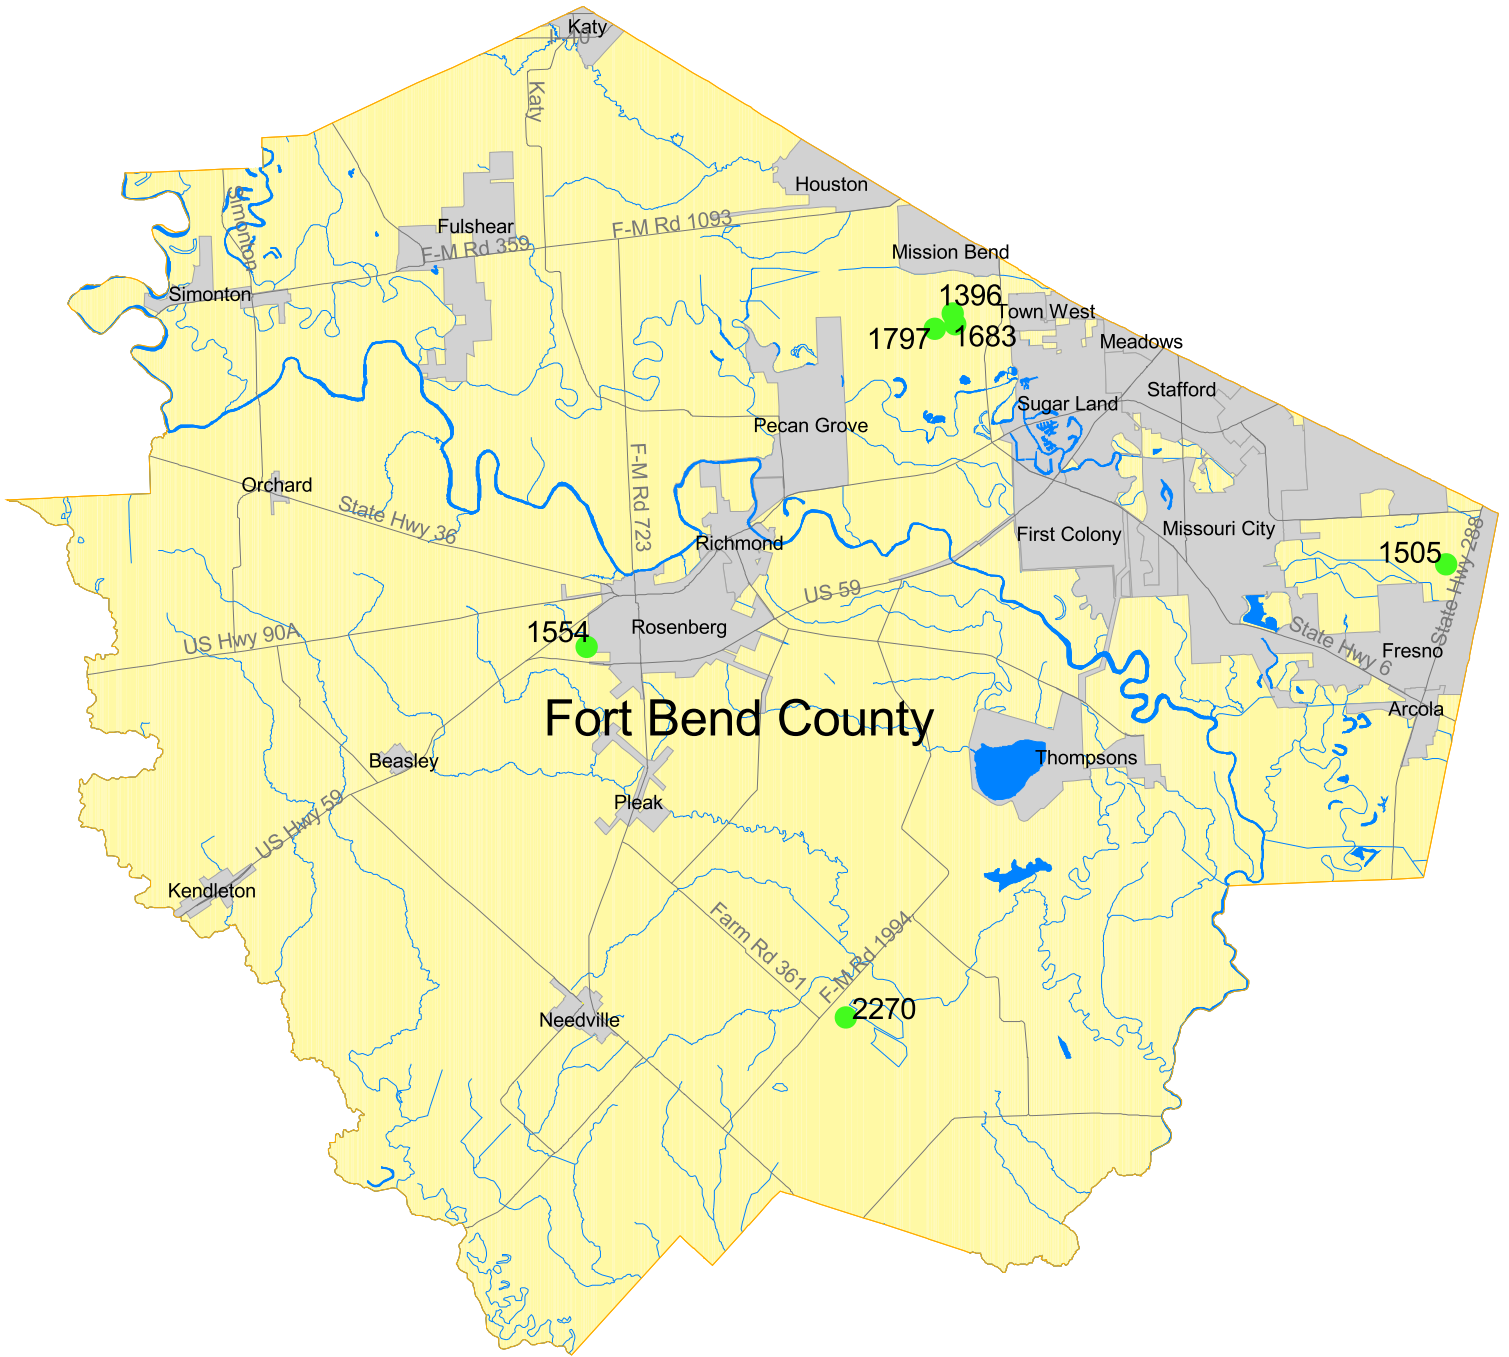 Katy
I- 10
Katy
Houston
Simonton
Fulshear
F-M Rd 1093
F-M Rd 359
Mission Bend
Simonton
1396
Town West
1797
1683
Meadows
Stafford
Sugar Land
Pecan Grove
Orchard
State Hwy 36
F-M Rd 723
Richmond
First Colony
Missouri City
1505
State Hwy 288
US 59
1554
Rosenberg
US Hwy 90A
State Hwy 6
Fresno
Fort Bend County
Arcola
Beasley
Thompsons
Pleak
US Hwy 59
Kendleton
Farm Rd 361
F-M Rd 1994
2270
Needville